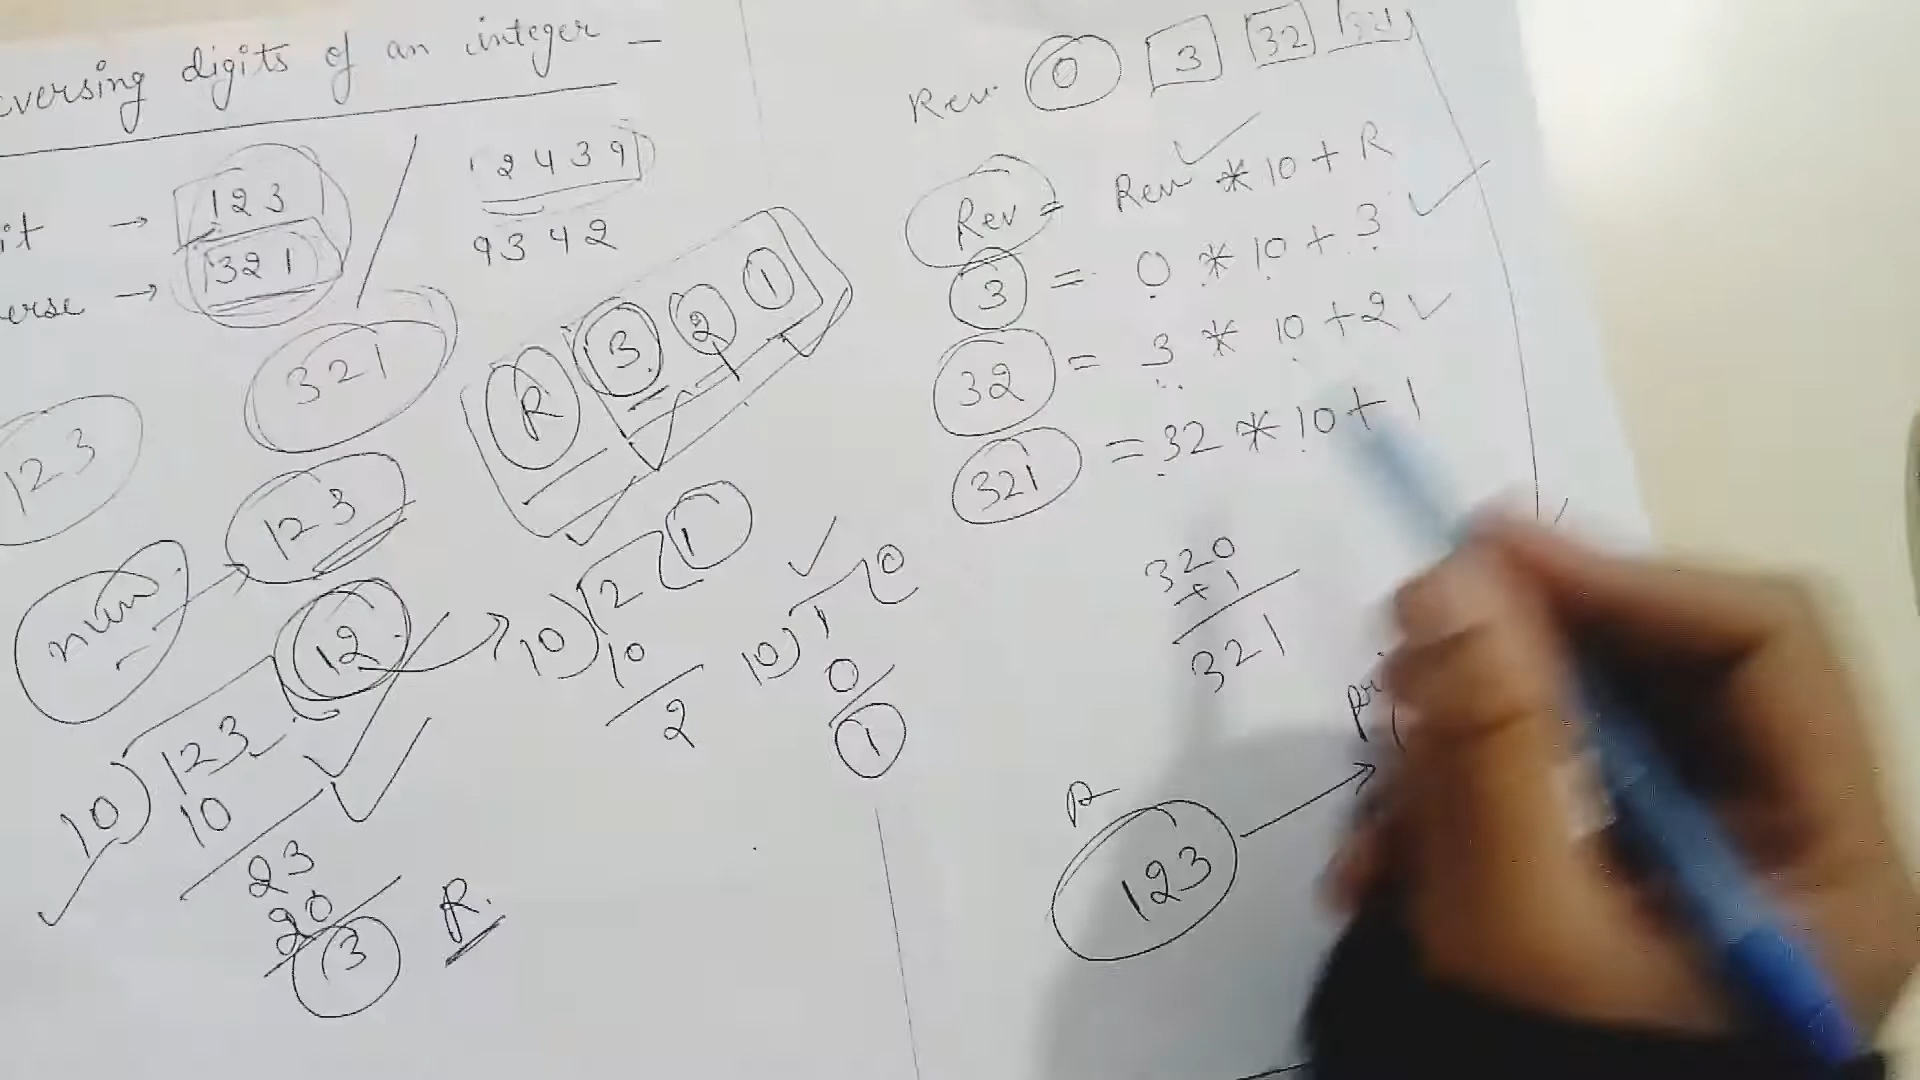 eversing digits of an integer -
it → 123
erse → 321
2439
9342
321
R 3 2 1
123
num → 123
12
10) 123
10
23
20
3 R.
10) 12 1
10
2
10) 1 0
0
1
Rev. 0 3 32 321
Rev = Rev * 10 + R
3 = 0 * 10 + 3
32 = 3 * 10 + 2
321 = 32 * 10 + 1
320
+1
321
123 →